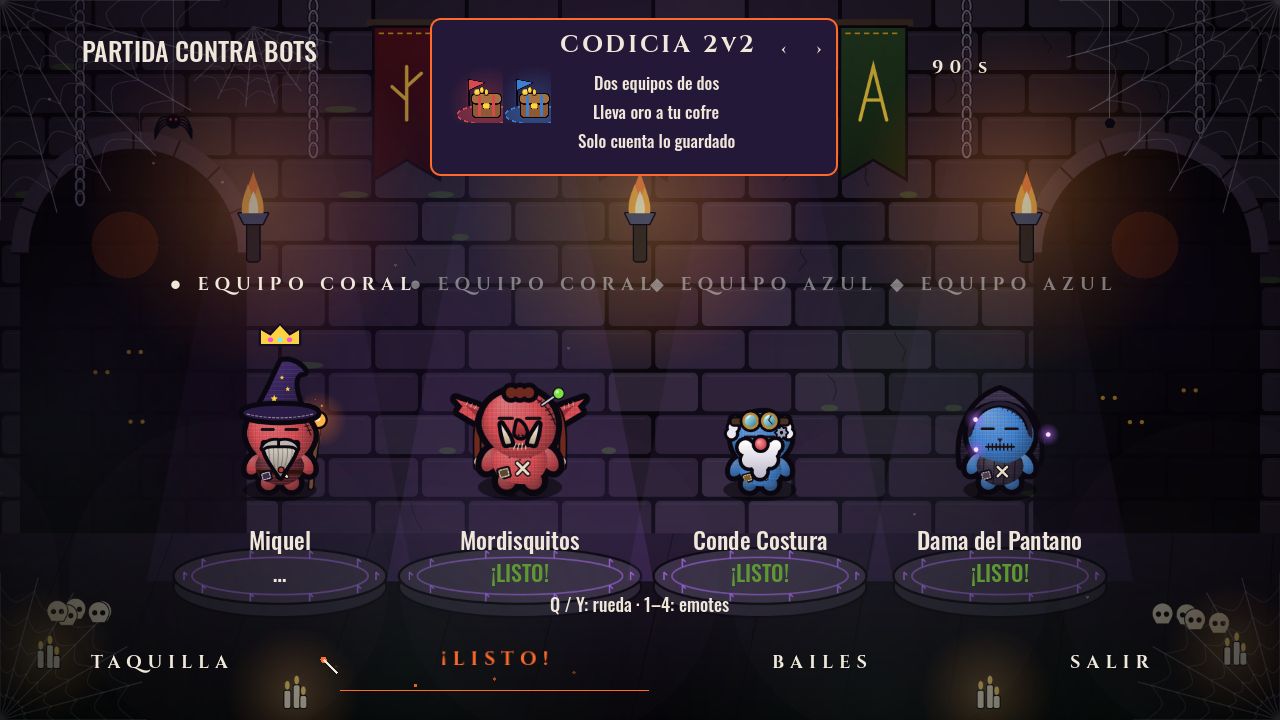 PARTIDA CONTRA BOTS
CODICIA 2V2 ‹ ›
Dos equipos de dos
Lleva oro a tu cofre
Solo cuenta lo guardado
90 s
● EQUIPO CORAL ● EQUIPO CORAL ◆ EQUIPO AZUL ◆ EQUIPO AZUL
Miquel Mordisquitos Conde Costura Dama del Pantano
... ¡LISTO! ¡LISTO! ¡LISTO!
Q / Y: rueda · 1–4: emotes
TAQUILLA ¡LISTO! BAILES SALIR